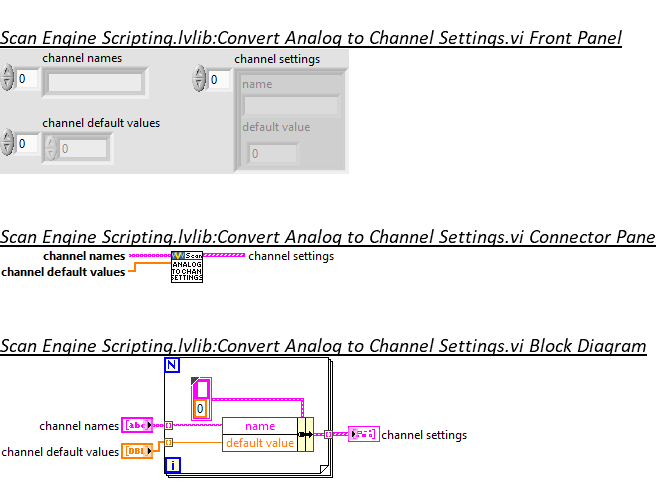 Scan Engine Scripting.lvlib:Convert Analog to Channel Settings.vi Front Panel
channel names channel settings
0 0
name
channel default values default value
0 0 0
Scan Engine Scripting.lvlib:Convert Analog to Channel Settings.vi Connector Pane
channel names Scan channel settings
channel default values ANALOG
TO CHAN
SETTINGS
Scan Engine Scripting.lvlib:Convert Analog to Channel Settings.vi Block Diagram
N
0
channel names [abc] name
channel default values [DBL] default value channel settings
i